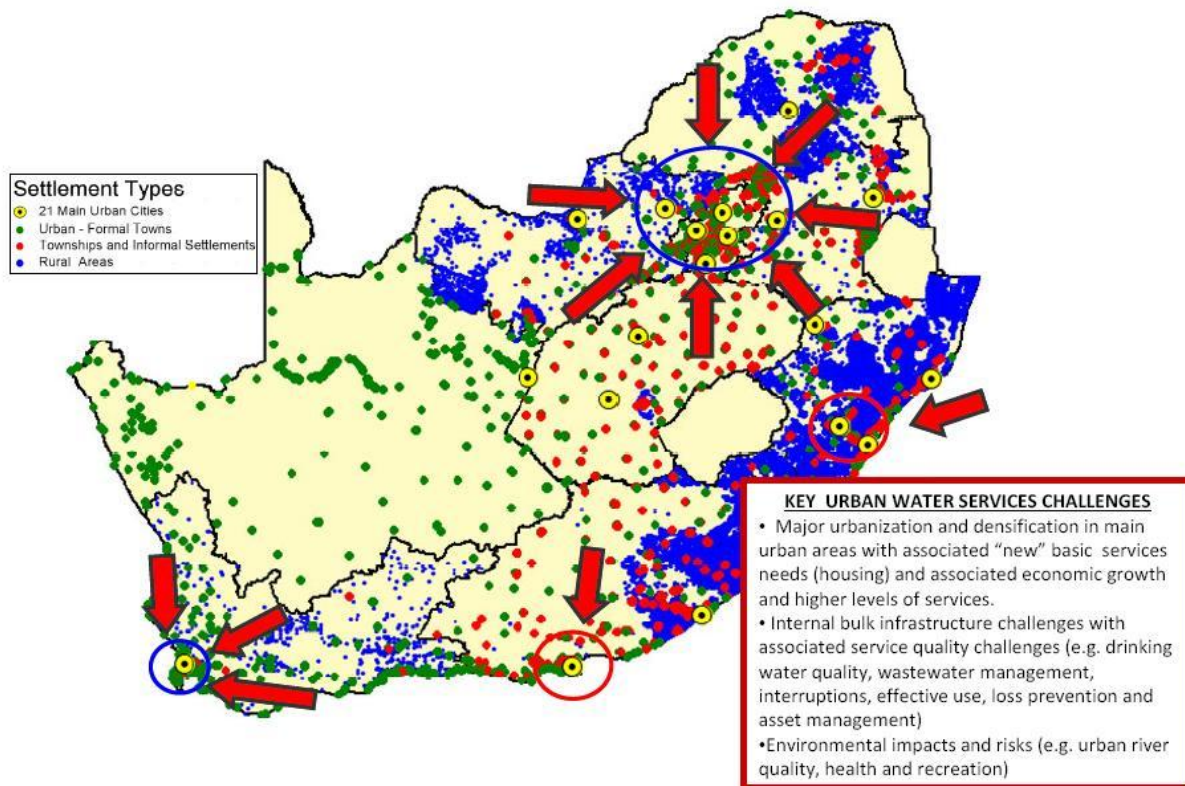 Settlement Types
21 Main Urban Cities
Urban - Formal Towns
Townships and Informal Settlements
Rural Areas
KEY URBAN WATER SERVICES CHALLENGES
• Major urbanization and densification in main
urban areas with associated “new” basic services
needs (housing) and associated economic growth
and higher levels of services.
• Internal bulk infrastructure challenges with
associated service quality challenges (e.g. drinking
water quality, wastewater management,
interruptions, effective use, loss prevention and
asset management)
•Environmental impacts and risks (e.g. urban river
quality, health and recreation)